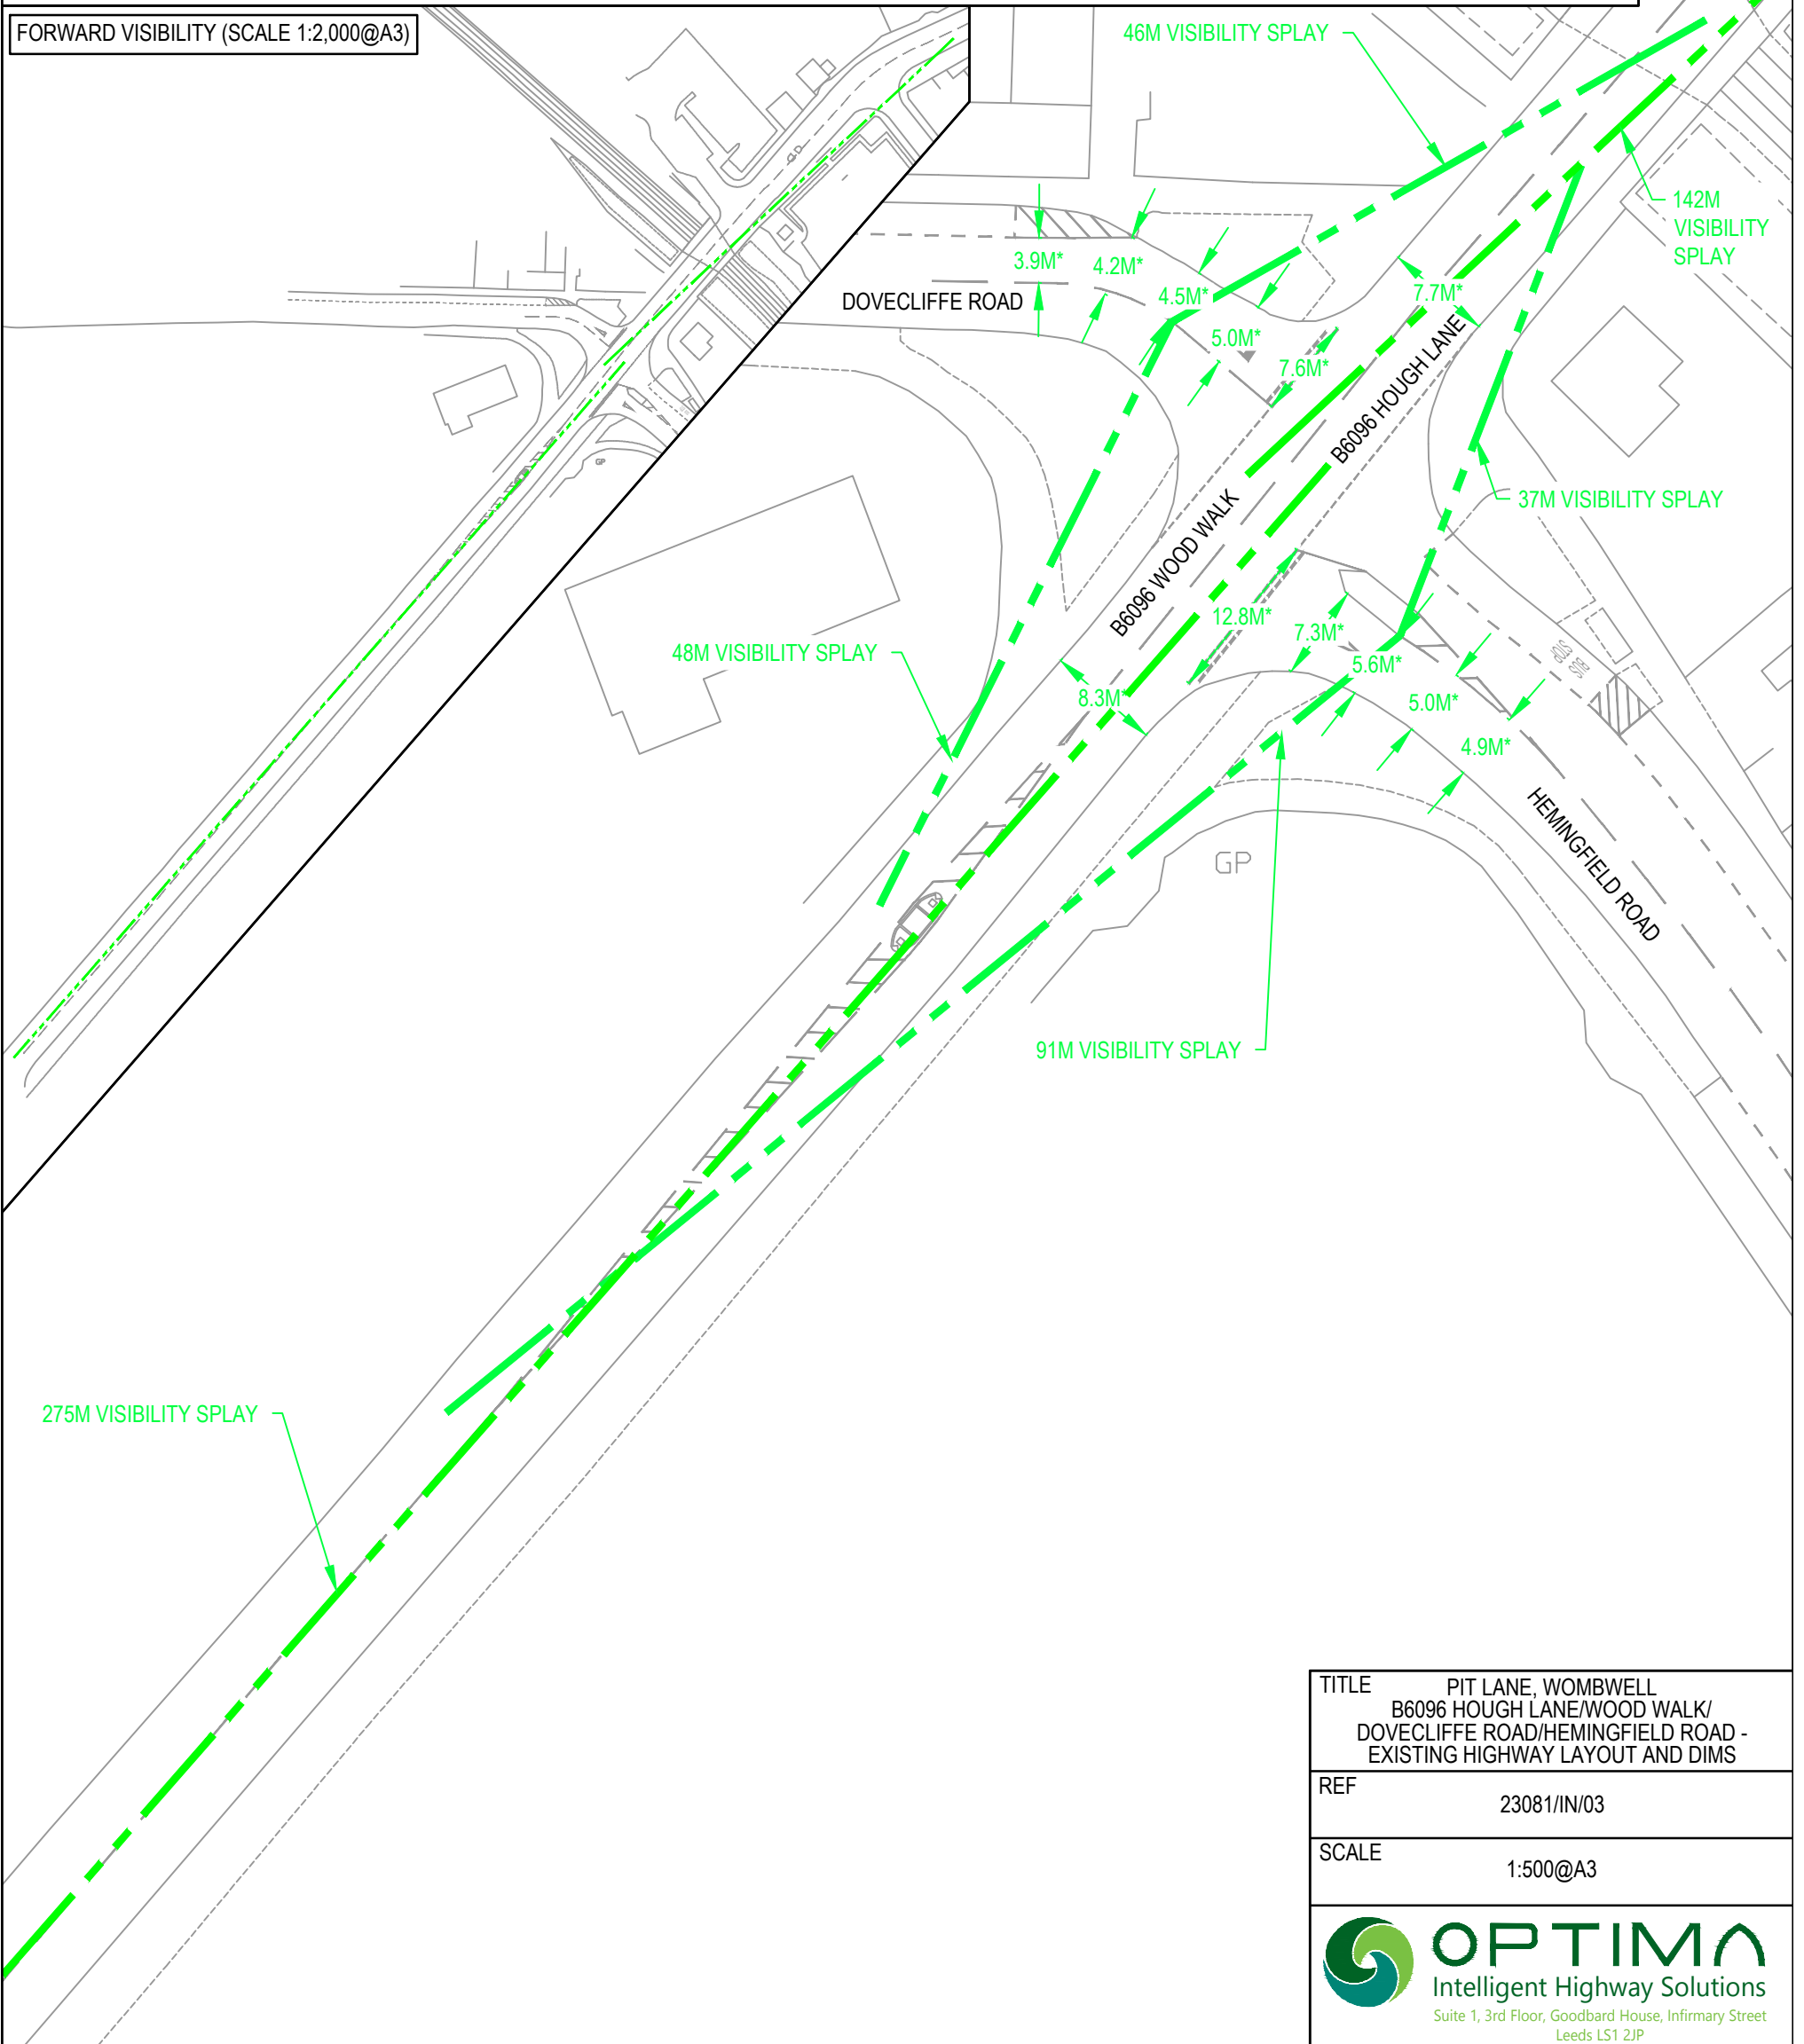 FORWARD VISIBILITY (SCALE 1:2,000@A3)
46M VISIBILITY SPLAY
142M
VISIBILITY
SPLAY
3.9M*
4.2M*
4.5M*
5.0M*
7.6M*
7.7M*
DOVECLIFFE ROAD
B6096 HOUGH LANE
37M VISIBILITY SPLAY
B6096 WOOD WALK
12.8M*
7.3M*
5.6M*
5.0M*
4.9M*
48M VISIBILITY SPLAY
8.3M*
BUS
STOP
HEMINGFIELD ROAD
GP
91M VISIBILITY SPLAY
275M VISIBILITY SPLAY
TITLE
PIT LANE, WOMBWELL
B6096 HOUGH LANE/WOOD WALK/
DOVECLIFFE ROAD/HEMINGFIELD ROAD -
EXISTING HIGHWAY LAYOUT AND DIMS
REF
23081/IN/03
SCALE
1:500@A3
OPTIMA
Intelligent Highway Solutions
Suite 1, 3rd Floor, Goodbard House, Infirmary Street
Leeds LS1 2JP